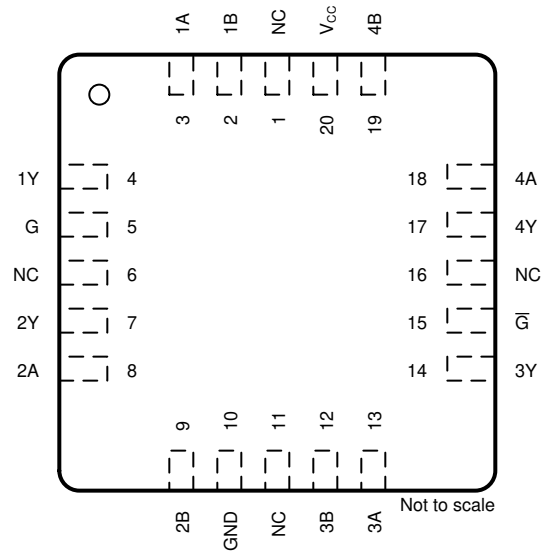 1A 1B NC VCC 4B
3 2 1 20 19
1Y 4 18 4A
G 5 17 4Y
NC 6 16 NC
2Y 7 15 G̅
2A 8 14 3Y
9 10 11 12 13
2B GND NC 3B 3A
Not to scale